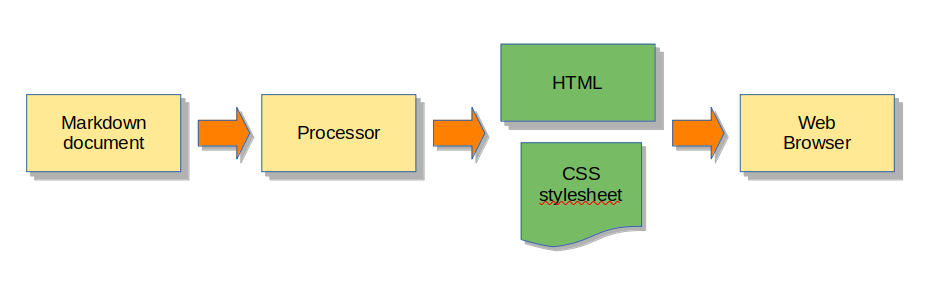 Markdown
document
Processor
HTML
CSS
stylesheet
Web
Browser